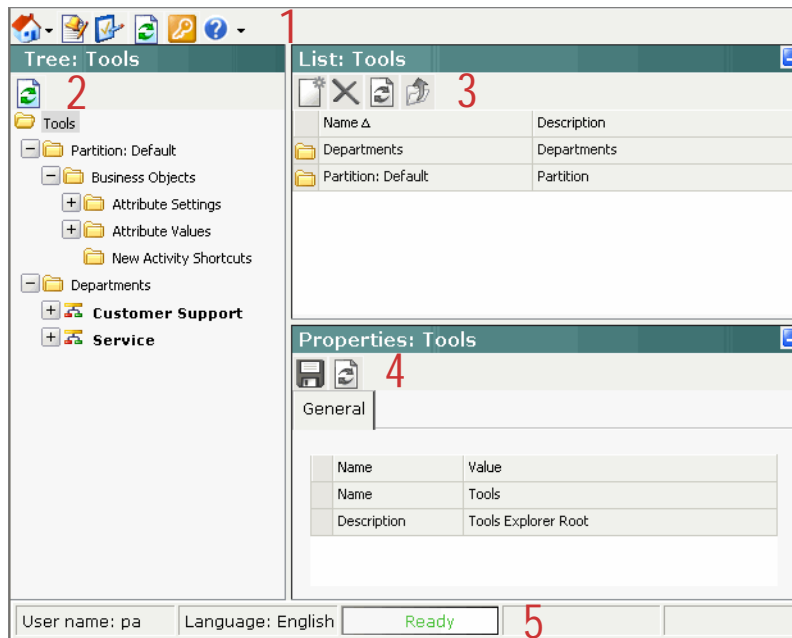 1
Tree: Tools
2
Tools
Partition: Default
Business Objects
Attribute Settings
Attribute Values
New Activity Shortcuts
Departments
Customer Support
Service
List: Tools
3
Name Description
Departments Departments
Partition: Default Partition
Properties: Tools
4
General
Name Value
Name Tools
Description Tools Explorer Root
User name: pa Language: English Ready 5